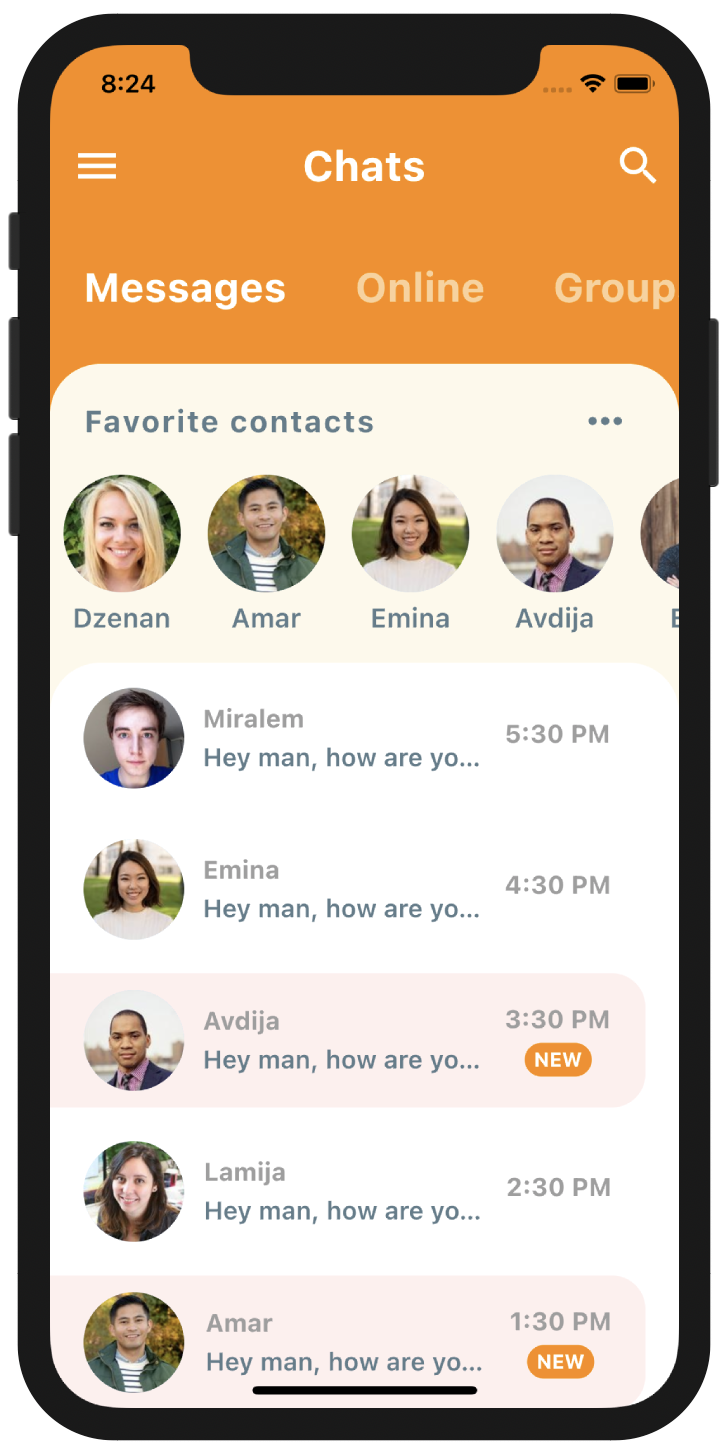 8:24
Chats
Messages Online Group
Favorite contacts
Dzenan Amar Emina Avdija
Miralem
5:30 PM
Hey man, how are yo...
Emina
4:30 PM
Hey man, how are yo...
Avdija
3:30 PM
Hey man, how are yo...
NEW
Lamija
2:30 PM
Hey man, how are yo...
Amar
1:30 PM
Hey man, how are yo...
NEW